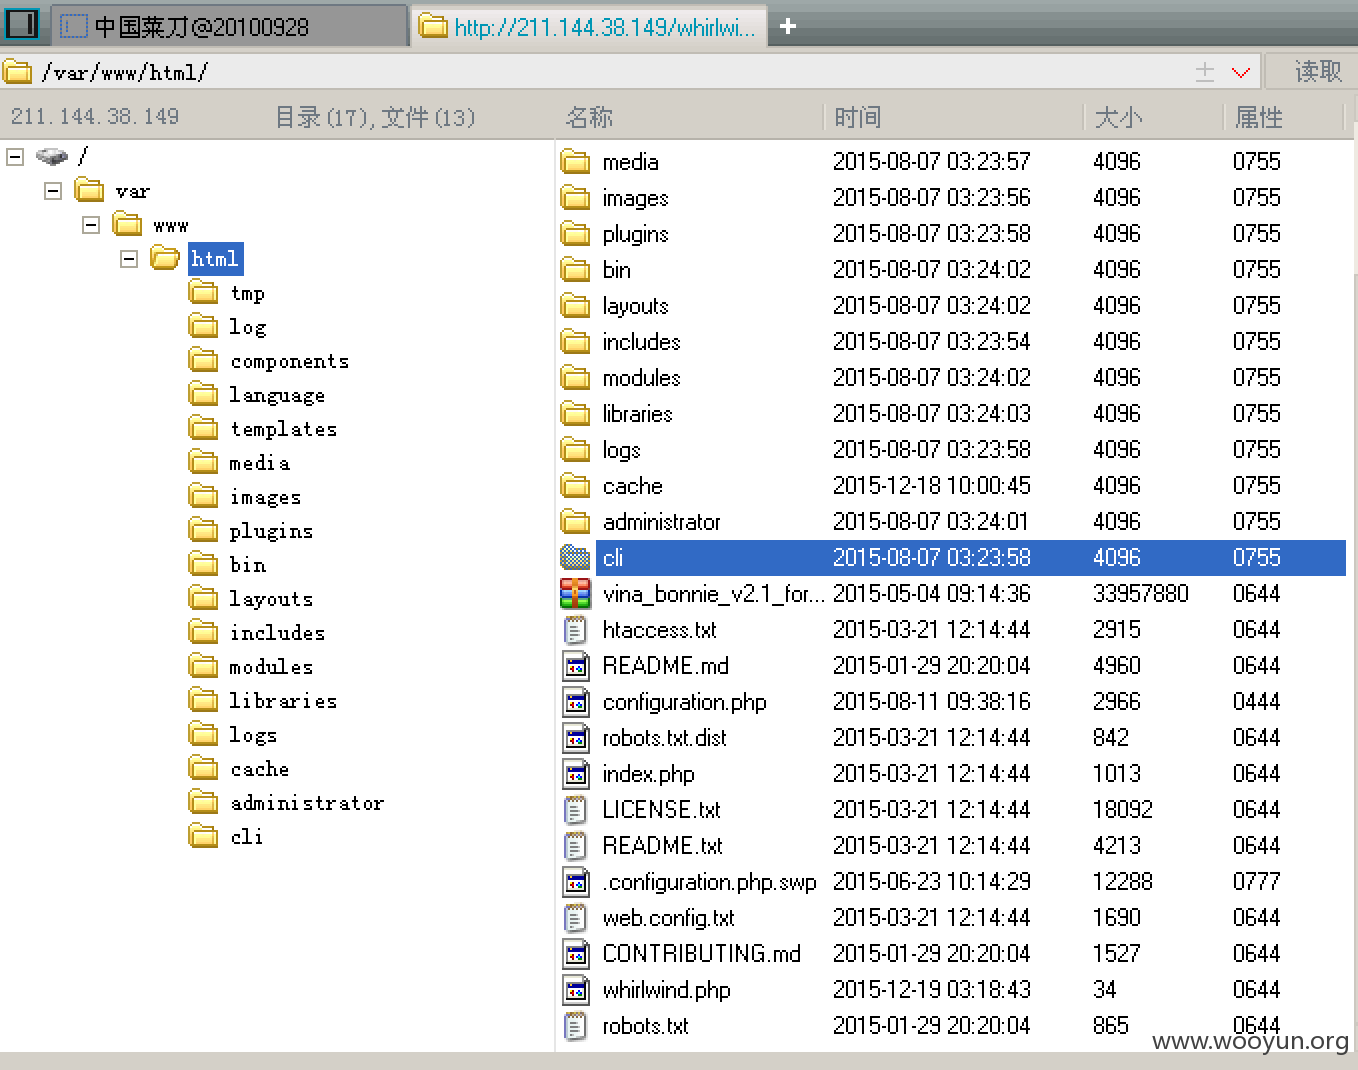 中国菜刀@20100928 http://211.144.38.149/whirlwi...
/var/www/html/ 读取
211.144.38.149 目录(17),文件(13) 名称 时间 大小 属性
/
var
www
html
tmp
log
components
language
templates
media
images
plugins
bin
layouts
includes
modules
libraries
logs
cache
administrator
cli
media 2015-08-07 03:23:57 4096 0755
images 2015-08-07 03:23:56 4096 0755
plugins 2015-08-07 03:23:58 4096 0755
bin 2015-08-07 03:24:02 4096 0755
layouts 2015-08-07 03:24:02 4096 0755
includes 2015-08-07 03:23:54 4096 0755
modules 2015-08-07 03:24:02 4096 0755
libraries 2015-08-07 03:24:03 4096 0755
logs 2015-08-07 03:23:58 4096 0755
cache 2015-12-18 10:00:45 4096 0755
administrator 2015-08-07 03:24:01 4096 0755
cli 2015-08-07 03:23:58 4096 0755
vina_bonnie_v2.1_for... 2015-05-04 09:14:36 33957880 0644
htaccess.txt 2015-03-21 12:14:44 2915 0644
README.md 2015-01-29 20:20:04 4960 0644
configuration.php 2015-08-11 09:38:16 2966 0444
robots.txt.dist 2015-03-21 12:14:44 842 0644
index.php 2015-03-21 12:14:44 1013 0644
LICENSE.txt 2015-03-21 12:14:44 18092 0644
README.txt 2015-03-21 12:14:44 4213 0644
.configuration.php.swp 2015-06-23 10:14:29 12288 0777
web.config.txt 2015-03-21 12:14:44 1690 0644
CONTRIBUTING.md 2015-01-29 20:20:04 1527 0644
whirlwind.php 2015-12-19 03:18:43 34 0644
robots.txt 2015-01-29 20:20:04 865 0644
www.wooyun.org